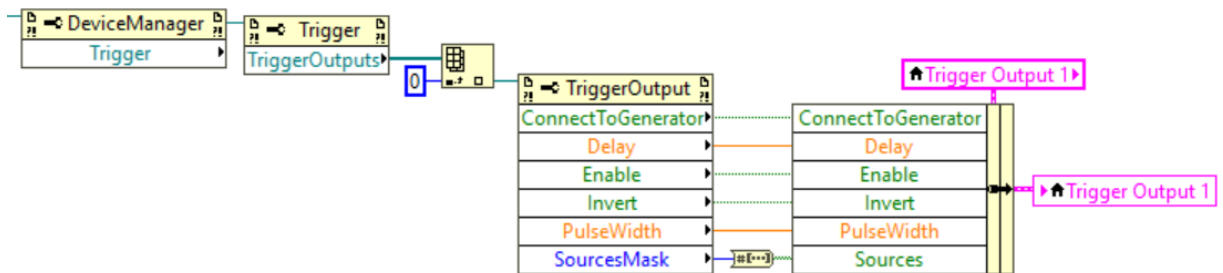 DeviceManager
Trigger
Trigger
TriggerOutputs
0
TriggerOutput
ConnectToGenerator
Delay
Enable
Invert
PulseWidth
SourcesMask
#[...]
Trigger Output 1
ConnectToGenerator
Delay
Enable
Invert
PulseWidth
Sources
Trigger Output 1